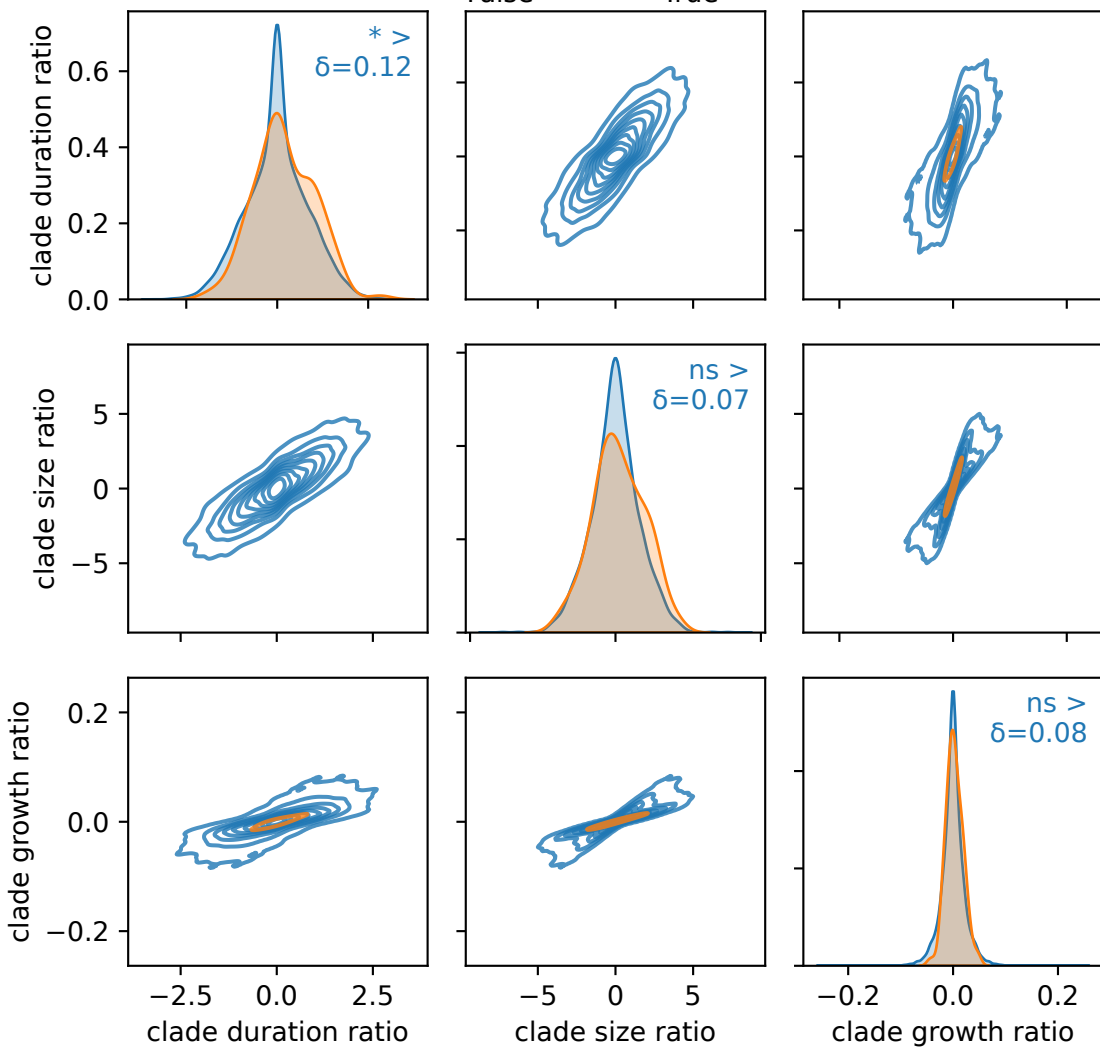 True
clade duration ratio
0.6
0.4
0.2
0.0
* >
δ=0.12
clade size ratio
5
0
−5
ns >
δ=0.07
clade growth ratio
0.2
0.0
−0.2
ns >
δ=0.08
−2.5 0.0 2.5
−5 0 5
−0.2 0.0 0.2
clade duration ratio
clade size ratio
clade growth ratio